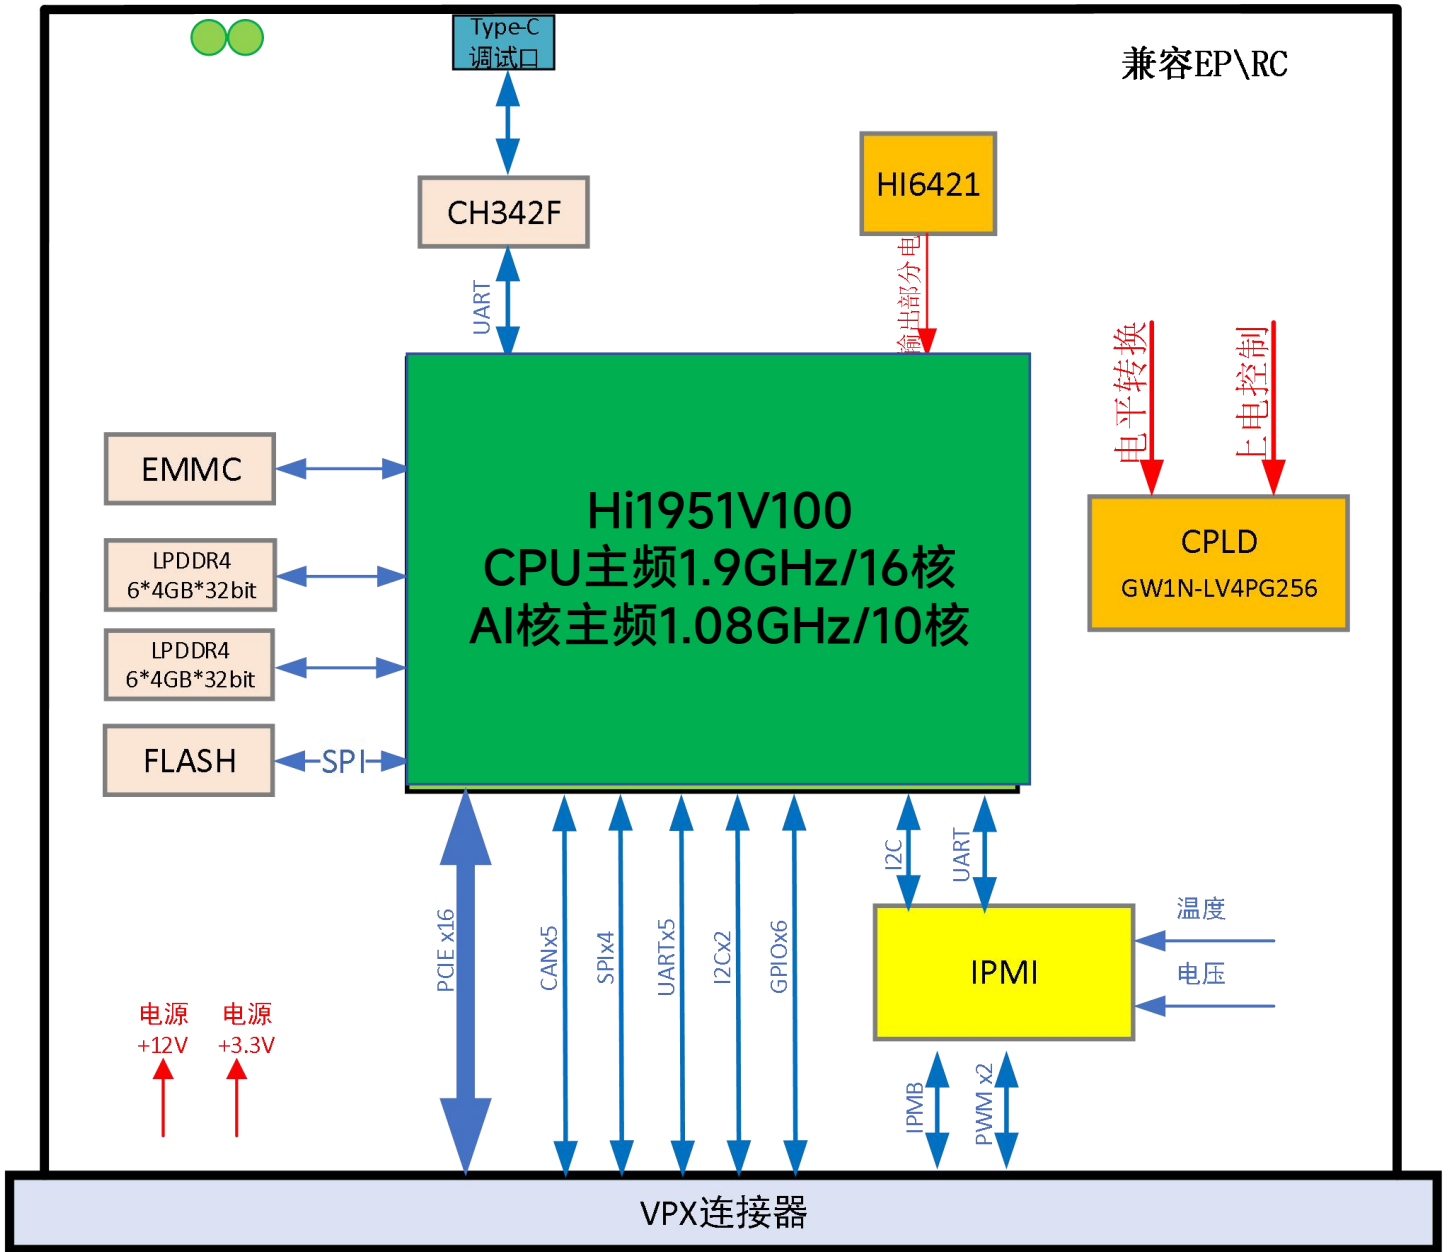 Type-C
调试口
兼容EP\RC
HI6421
CH342F
输出部分电
UART
电平转换
上电控制
EMMC
Hi1951V100
CPU主频1.9GHz/16核
AI核主频1.08GHz/10核
CPLD
GW1N-LV4PG256
LPDDR4
6*4GB*32bit
LPDDR4
6*4GB*32bit
FLASH
SPI
I2C
UART
PCIE x16
CANx5
SPIx4
UARTx5
I2Cx2
GPIOx6
温度
IPMI
电压
电源
+12V
电源
+3.3V
IPMB
PWM x2
VPX连接器